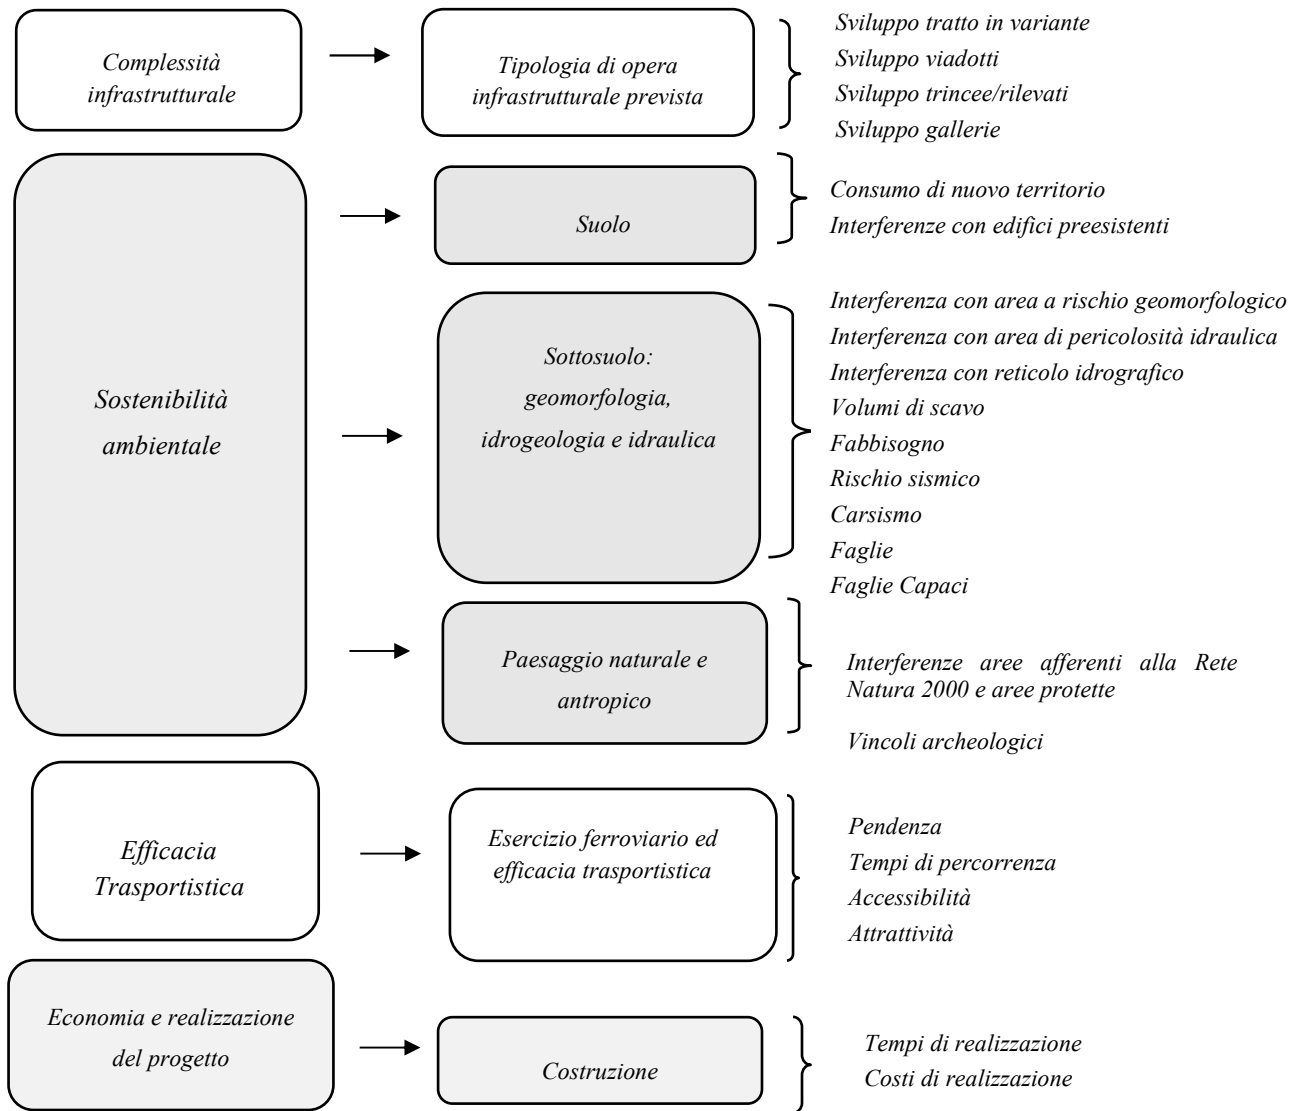 Complessità
infrastrutturale
Tipologia di opera
infrastrutturale prevista
Sviluppo tratto in variante
Sviluppo viadotti
Sviluppo trincee/rilevati
Sviluppo gallerie
Sostenibilità
ambientale
Suolo
Consumo di nuovo territorio
Interferenze con edifici preesistenti
Sottosuolo:
geomorfologia,
idrogeologia e idraulica
Interferenza con area a rischio geomorfologico
Interferenza con area di pericolosità idraulica
Interferenza con reticolo idrografico
Volumi di scavo
Fabbisogno
Rischio sismico
Carsismo
Faglie
Faglie Capaci
Paesaggio naturale e
antropico
Interferenze aree afferenti alla Rete
Natura 2000 e aree protette
Vincoli archeologici
Efficacia
Trasportistica
Esercizio ferroviario ed
efficacia trasportistica
Pendenza
Tempi di percorrenza
Accessibilità
Attrattività
Economia e realizzazione
del progetto
Costruzione
Tempi di realizzazione
Costi di realizzazione